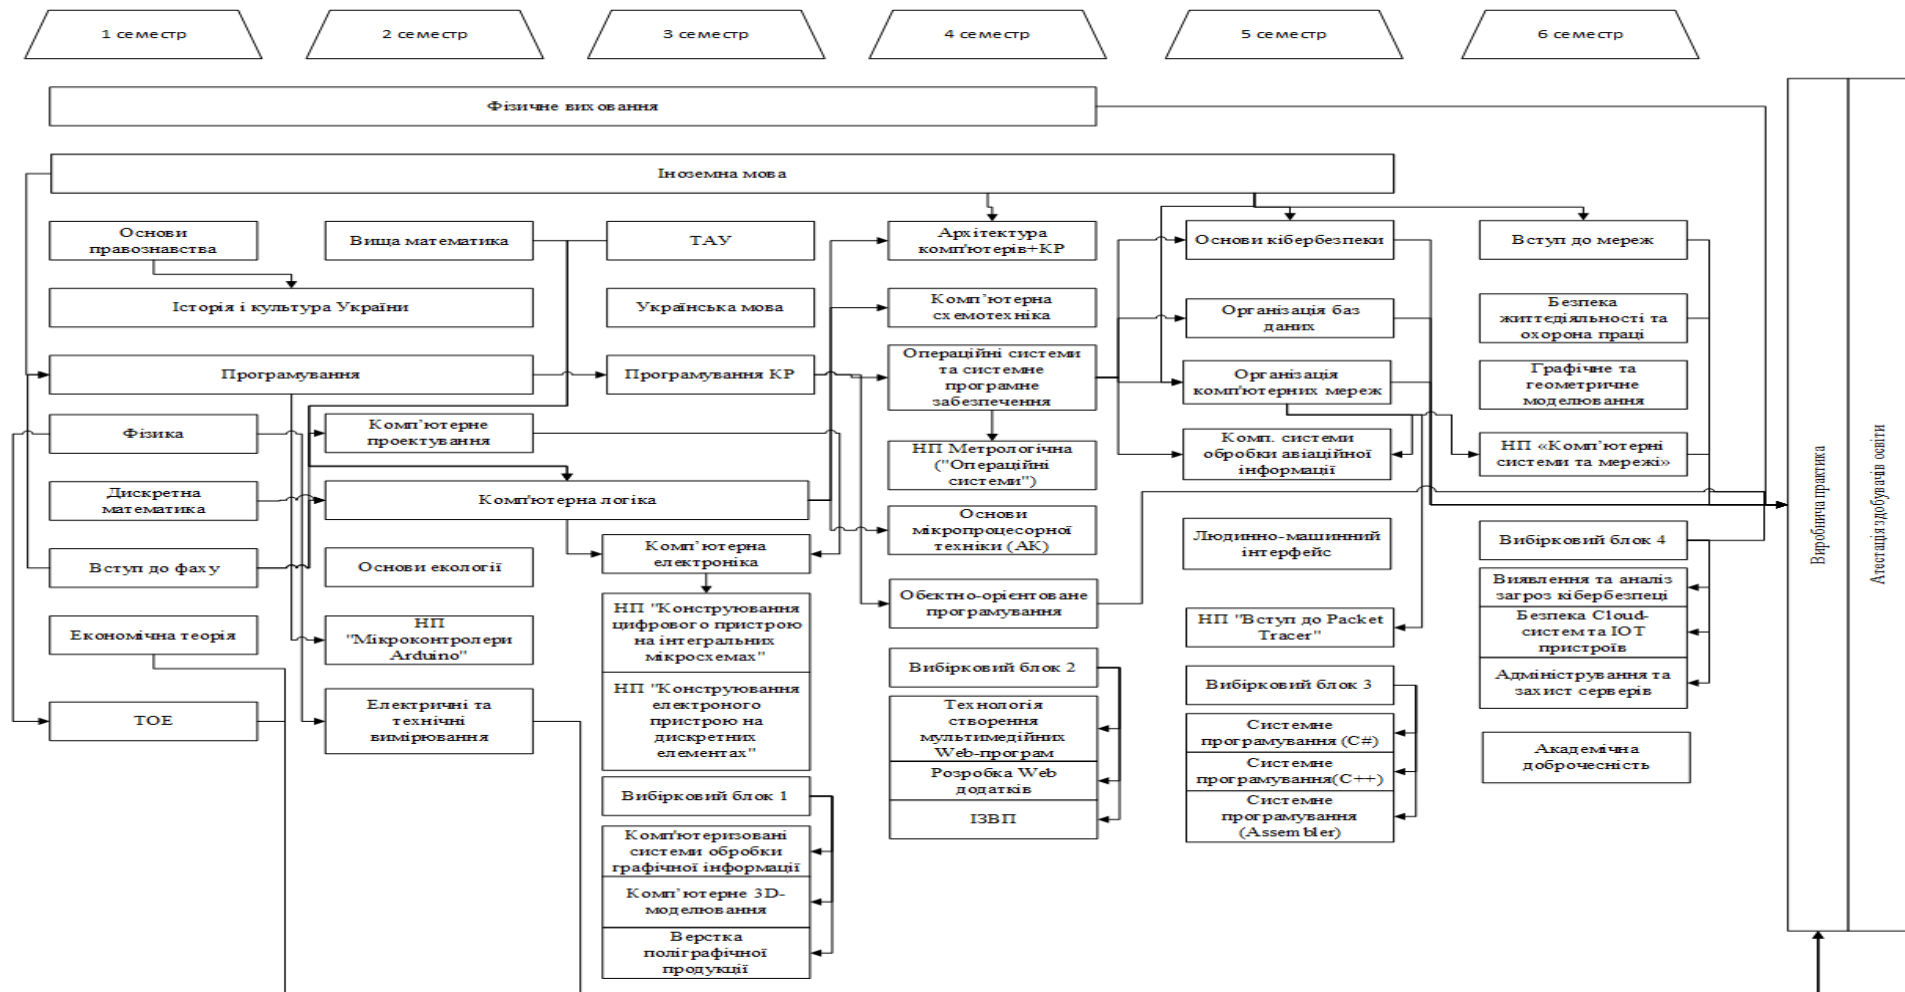 1 семестр
2 семестр
3 семестр
4 семестр
5 семестр
6 семестр
Фізичне виховання
Іноземна мова
Основи
правознавства
Вища математика
ТАУ
Архітектура
комп'ютерів+КР
Основи кібербезпеки
Вступ до мереж
Історія і культура України
Українська мова
Комп’ютерна
схемотехніка
Організація баз
даних
Безпека
життєдіяльності та
охорона праці
Програмування
Програмування КР
Операційні системи
та системне
програмне
забезпечення
Організація
комп'ютерних мереж
Графічне та
геометричне
моделювання
Фізика
Комп'ютерне
проектування
НП Метрологічна
("Операційні
системи")
Комп. системи
обробки авіаційної
інформації
НП «Комп’ютерні
системи та мережі»
Дискретна
математика
Комп'ютерна логіка
Основи
мікропроцесорної
техніки (АК)
Людинно-машинний
інтерфейс
Вибірковий блок 4
Вступ до фаху
Основи екології
Комп’ютерна
електроніка
Обєктно-орієнтоване
програмування
Виявлення та аналіз
загроз кібербезпеці
Безпека Cloud-
систем та ІОТ
пристроїв
Адміністрування та
захист серверів
Економічна теорія
НП
"Мікроконтролери
Arduino"
НП "Конструювання
цифрового пристрою
на інтегральних
мікросхемах"
НП "Конструювання
електроного
пристрою на
дискретних
елементах"
Вибірковий блок 2
НП "Вступ до Packet
Tracer"
Вибірковий блок 3
ТОЕ
Електричні та
технічні
вимірювання
Технологія
створення
мультимедійних
Web-програм
Розробка Web
додатків
ІЗВП
Системне
програмування (C#)
Системне
програмування(C++)
Системне
програмування
(Assembler)
Академічна
доброчесність
Вибірковий блок 1
Комп'ютеризовані
системи обробки
графічної інформації
Комп’ютерне 3D-
моделювання
Верстка
поліграфічної
продукції
Виробнича практика
Атестація здобувачів освіти